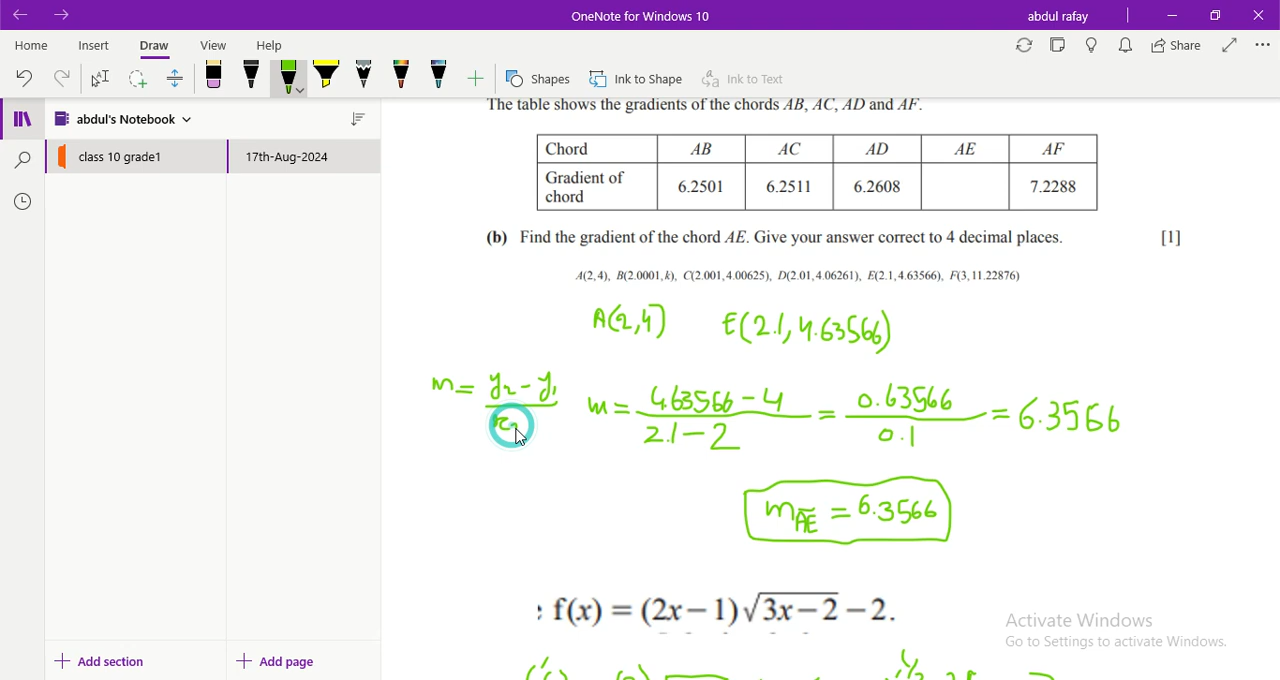 OneNote for Windows 10
abdul rafay
Home Insert Draw View Help
Share
Shapes Ink to Shape Ink to Text
abdul's Notebook
class 10 grade1
17th-Aug-2024
The table shows the gradients of the chords AB, AC, AD and AF.
Chord AB AC AD AE AF
Gradient of chord 6.2501 6.2511 6.2608 7.2288
(b) Find the gradient of the chord AE. Give your answer correct to 4 decimal places. [1]
A(2,4), B(2.0001,k), C(2.001,4.00625), D(2.01,4.06261), E(2.1,4.63566), F(3,11.22876)
A(2,4) E(2.1, 4.63566)
m = y₂ - y₁
m = 4.63566 - 4 / 2.1 - 2 = 0.63566 / 0.1 = 6.3566
m AE = 6.3566
: f(x) = (2x − 1)√3x − 2 − 2.
Activate Windows
Go to Settings to activate Windows.
Add section
Add page